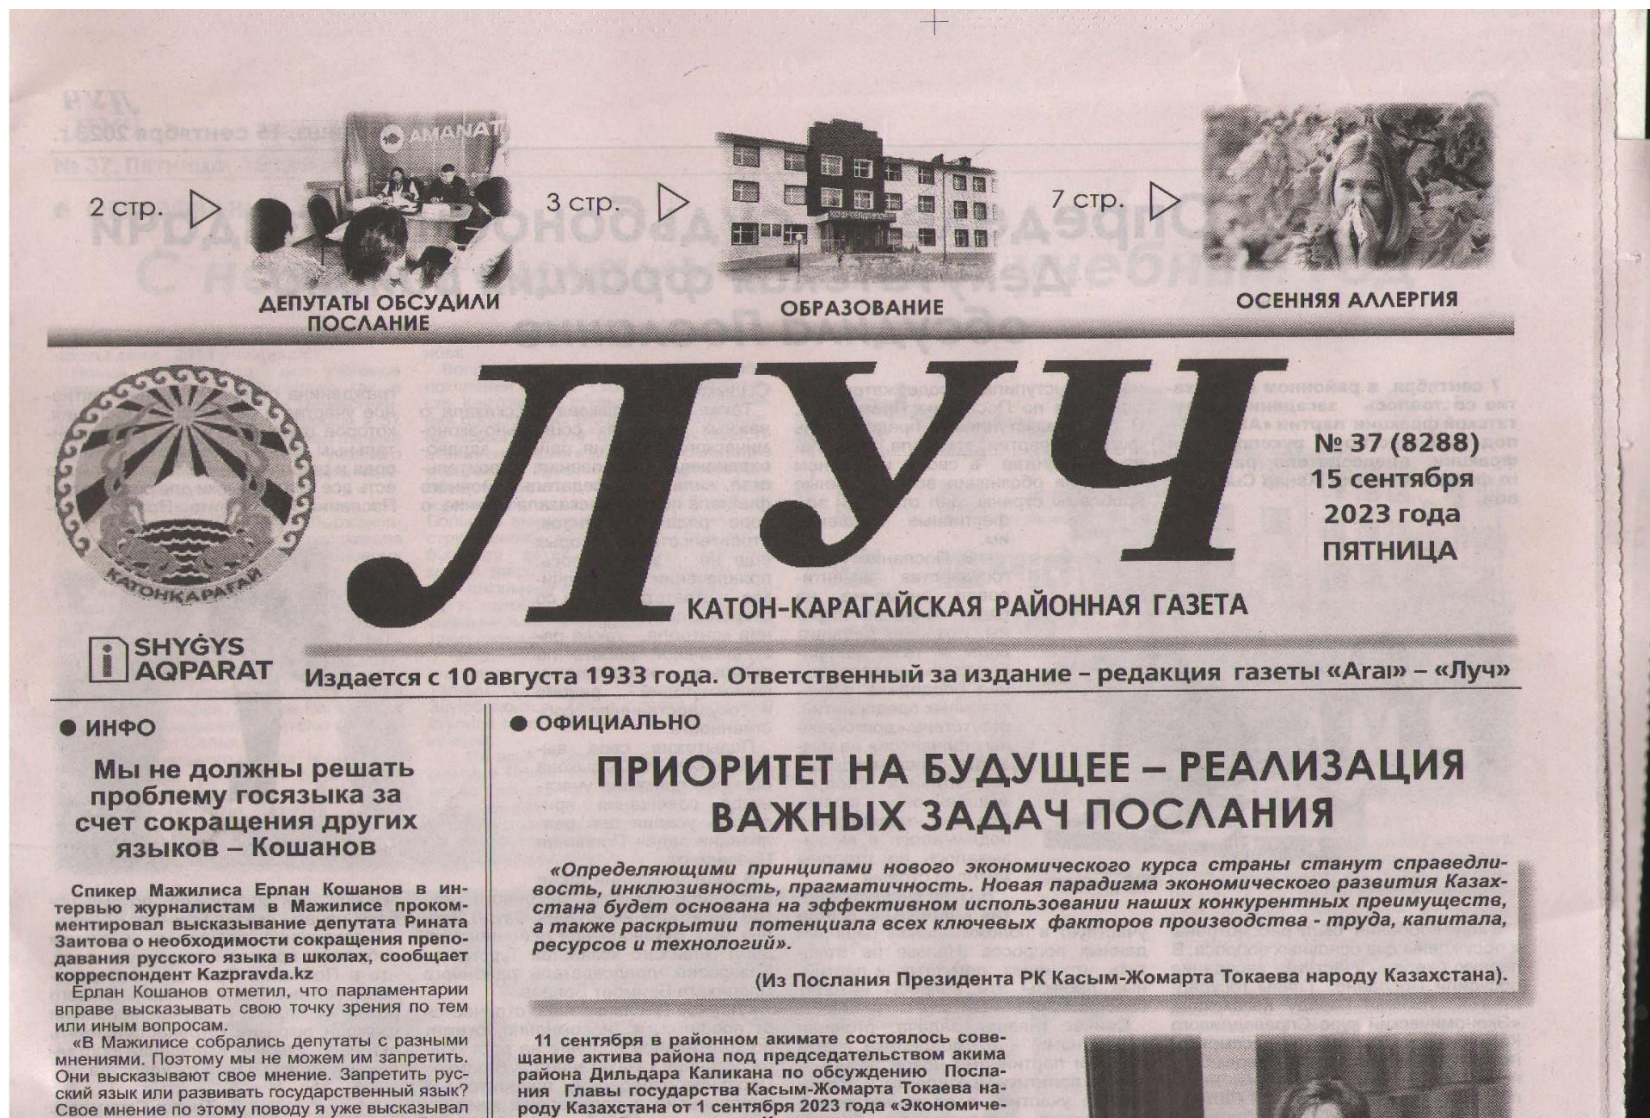 AMANAT
2 стр.
ДЕПУТАТЫ ОБСУДИЛИ
ПОСЛАНИЕ
3 стр.
ОБРАЗОВАНИЕ
7 стр.
ОСЕННЯЯ АЛЛЕРГИЯ
КАТОНҚАРАҒАЙ
ЛУЧ
№ 37 (8288)
15 сентября
2023 года
ПЯТНИЦА
КАТОН-КАРАГАЙСКАЯ РАЙОННАЯ ГАЗЕТА
SHYǴYS
AQPARAT
Издается с 10 августа 1933 года. Ответственный за издание – редакция газеты «Araı» – «Луч»
● ИНФО
Мы не должны решать
проблему госязыка за
счет сокращения других
языков – Кошанов
Спикер Мажилиса Ерлан Кошанов в ин-
тервью журналистам в Мажилисе проком-
ментировал высказывание депутата Рината
Заитова о необходимости сокращения препо-
давания русского языка в школах, сообщает
корреспондент Kazpravda.kz
Ерлан Кошанов отметил, что парламентарии
вправе высказывать свою точку зрения по тем
или иным вопросам.
«В Мажилисе собрались депутаты с разными
мнениями. Поэтому мы не можем им запретить.
Они высказывают свое мнение. Запретить рус-
ский язык или развивать государственный язык?
Свое мнение по этому поводу я уже высказывал
● ОФИЦИАЛЬНО
ПРИОРИТЕТ НА БУДУЩЕЕ – РЕАЛИЗАЦИЯ
ВАЖНЫХ ЗАДАЧ ПОСЛАНИЯ
«Определяющими принципами нового экономического курса страны станут справедли-
вость, инклюзивность, прагматичность. Новая парадигма экономического развития Казах-
стана будет основана на эффективном использовании наших конкурентных преимуществ,
а также раскрытии потенциала всех ключевых факторов производства - труда, капитала,
ресурсов и технологий».
(Из Послания Президента РК Касым-Жомарта Токаева народу Казахстана).
11 сентября в районном акимате состоялось сове-
щание актива района под председательством акима
района Дильдара Каликана по обсуждению Посла-
ния Главы государства Касым-Жомарта Токаева на-
роду Казахстана от 1 сентября 2023 года «Экономиче-